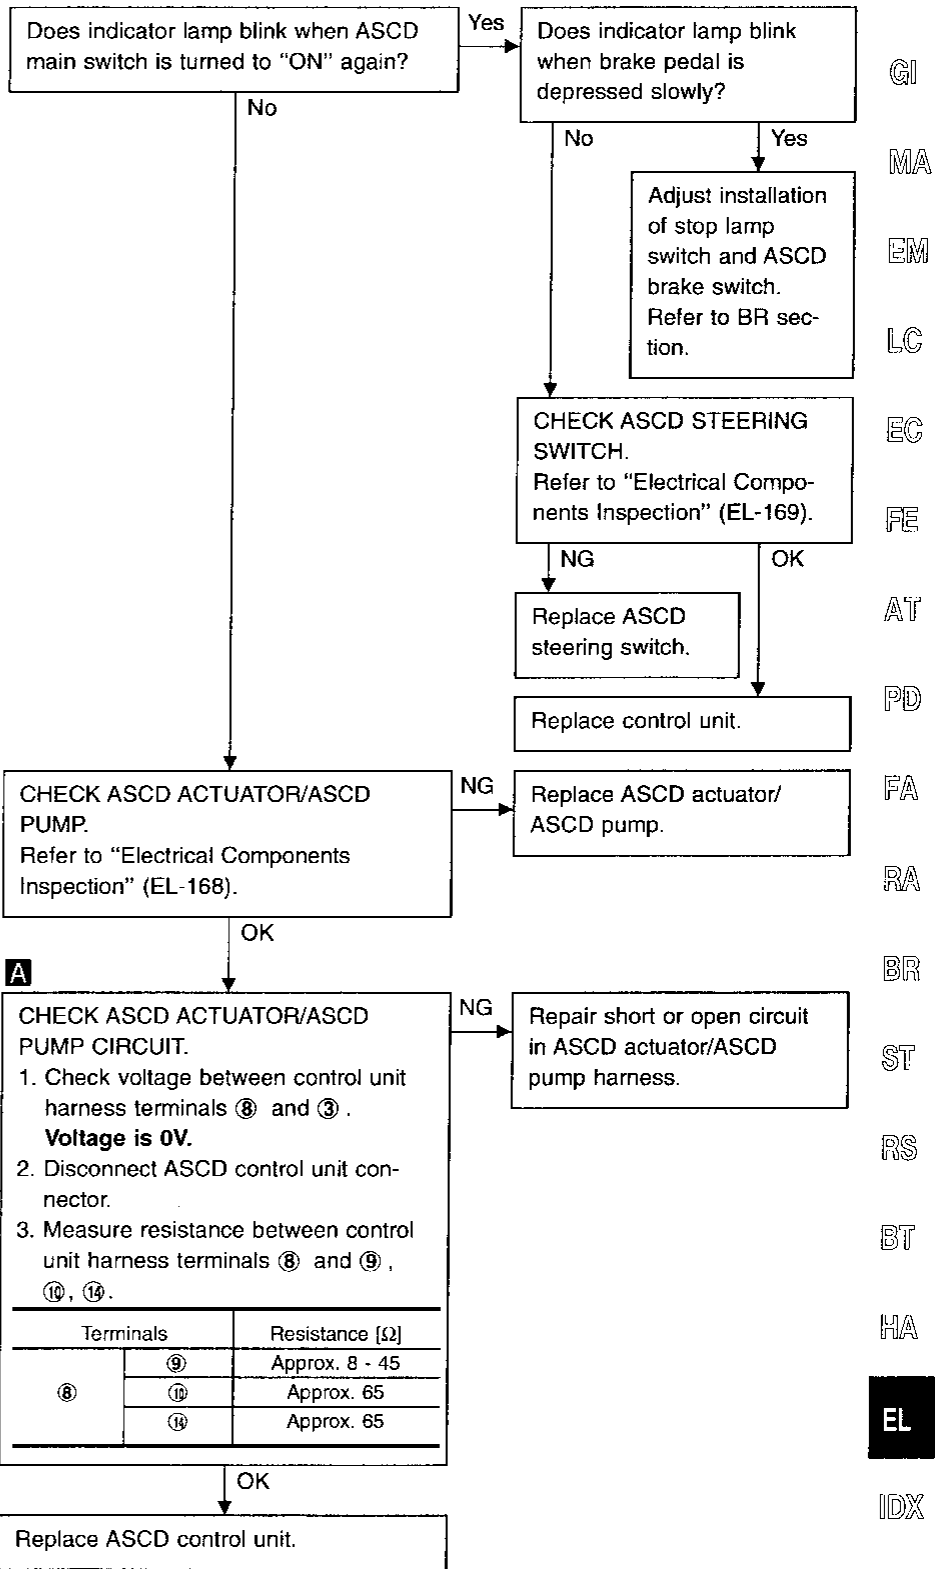 Does indicator lamp blink when ASCD
main switch is turned to “ON” again?
Yes
Does indicator lamp blink
when brake pedal is
depressed slowly?
No
No
Yes
Adjust installation
of stop lamp
switch and ASCD
brake switch.
Refer to BR sec-
tion.
CHECK ASCD STEERING
SWITCH.
Refer to “Electrical Compo-
nents Inspection” (EL-169).
NG
OK
Replace ASCD
steering switch.
Replace control unit.
CHECK ASCD ACTUATOR/ASCD
PUMP.
Refer to “Electrical Components
Inspection” (EL-168).
NG
Replace ASCD actuator/
ASCD pump.
OK
A
CHECK ASCD ACTUATOR/ASCD
PUMP CIRCUIT.
1. Check voltage between control unit
harness terminals ⑧ and ③ .
Voltage is 0V.
2. Disconnect ASCD control unit con-
nector.
3. Measure resistance between control
unit harness terminals ⑧ and ⑨ ,
⑩, ⑭.
Terminals Resistance [Ω]
⑧ ⑨ Approx. 8 - 45
⑩ Approx. 65
⑭ Approx. 65
NG
Repair short or open circuit
in ASCD actuator/ASCD
pump harness.
OK
Replace ASCD control unit.
GI
MA
EM
LC
EC
FE
AT
PD
FA
RA
BR
ST
RS
BT
HA
EL
IDX